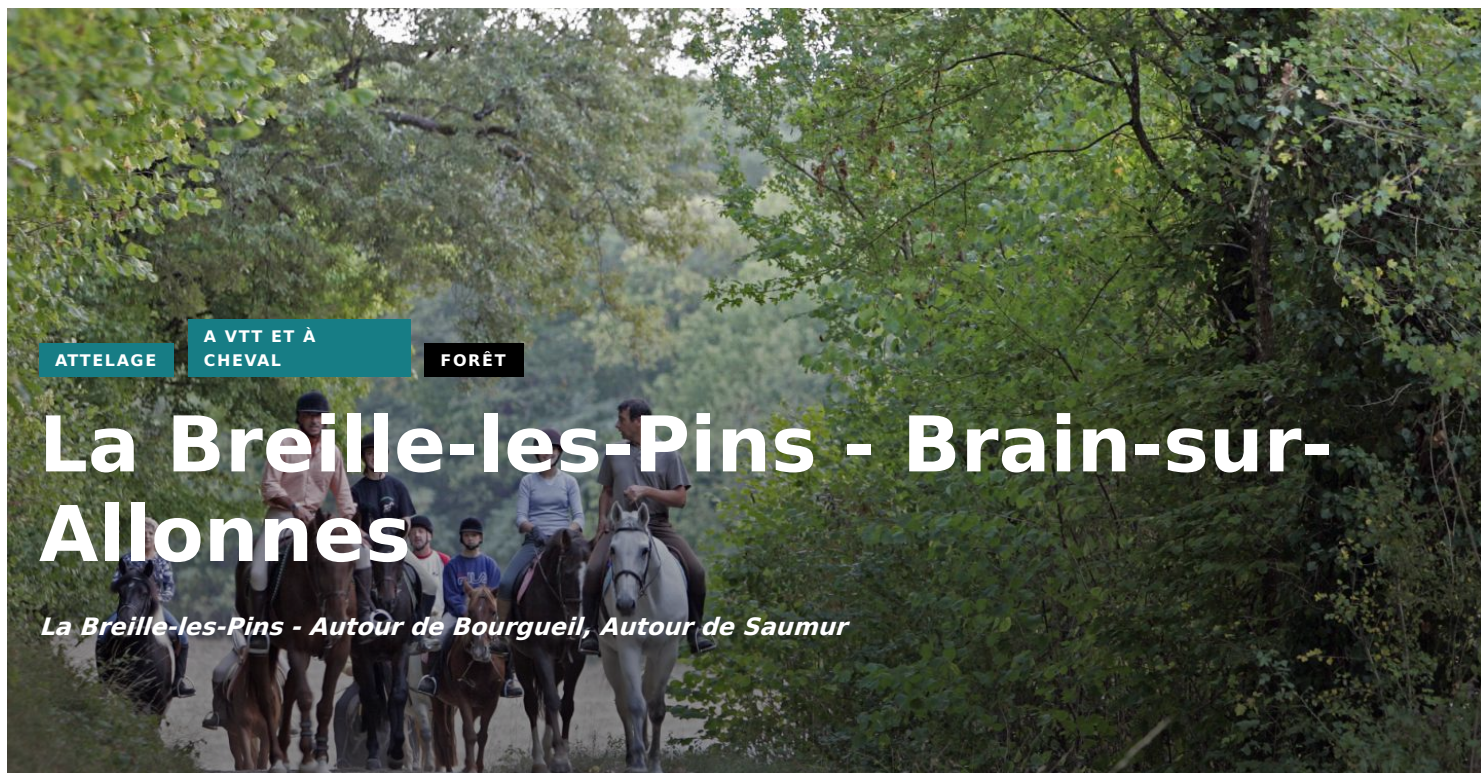 ATTELAGE
A VTT ET À
CHEVAL
FORÊT
La Breille-les-Pins - Brain-sur-
Allonnes
La Breille-les-Pins - Autour de Bourgueil, Autour de Saumur